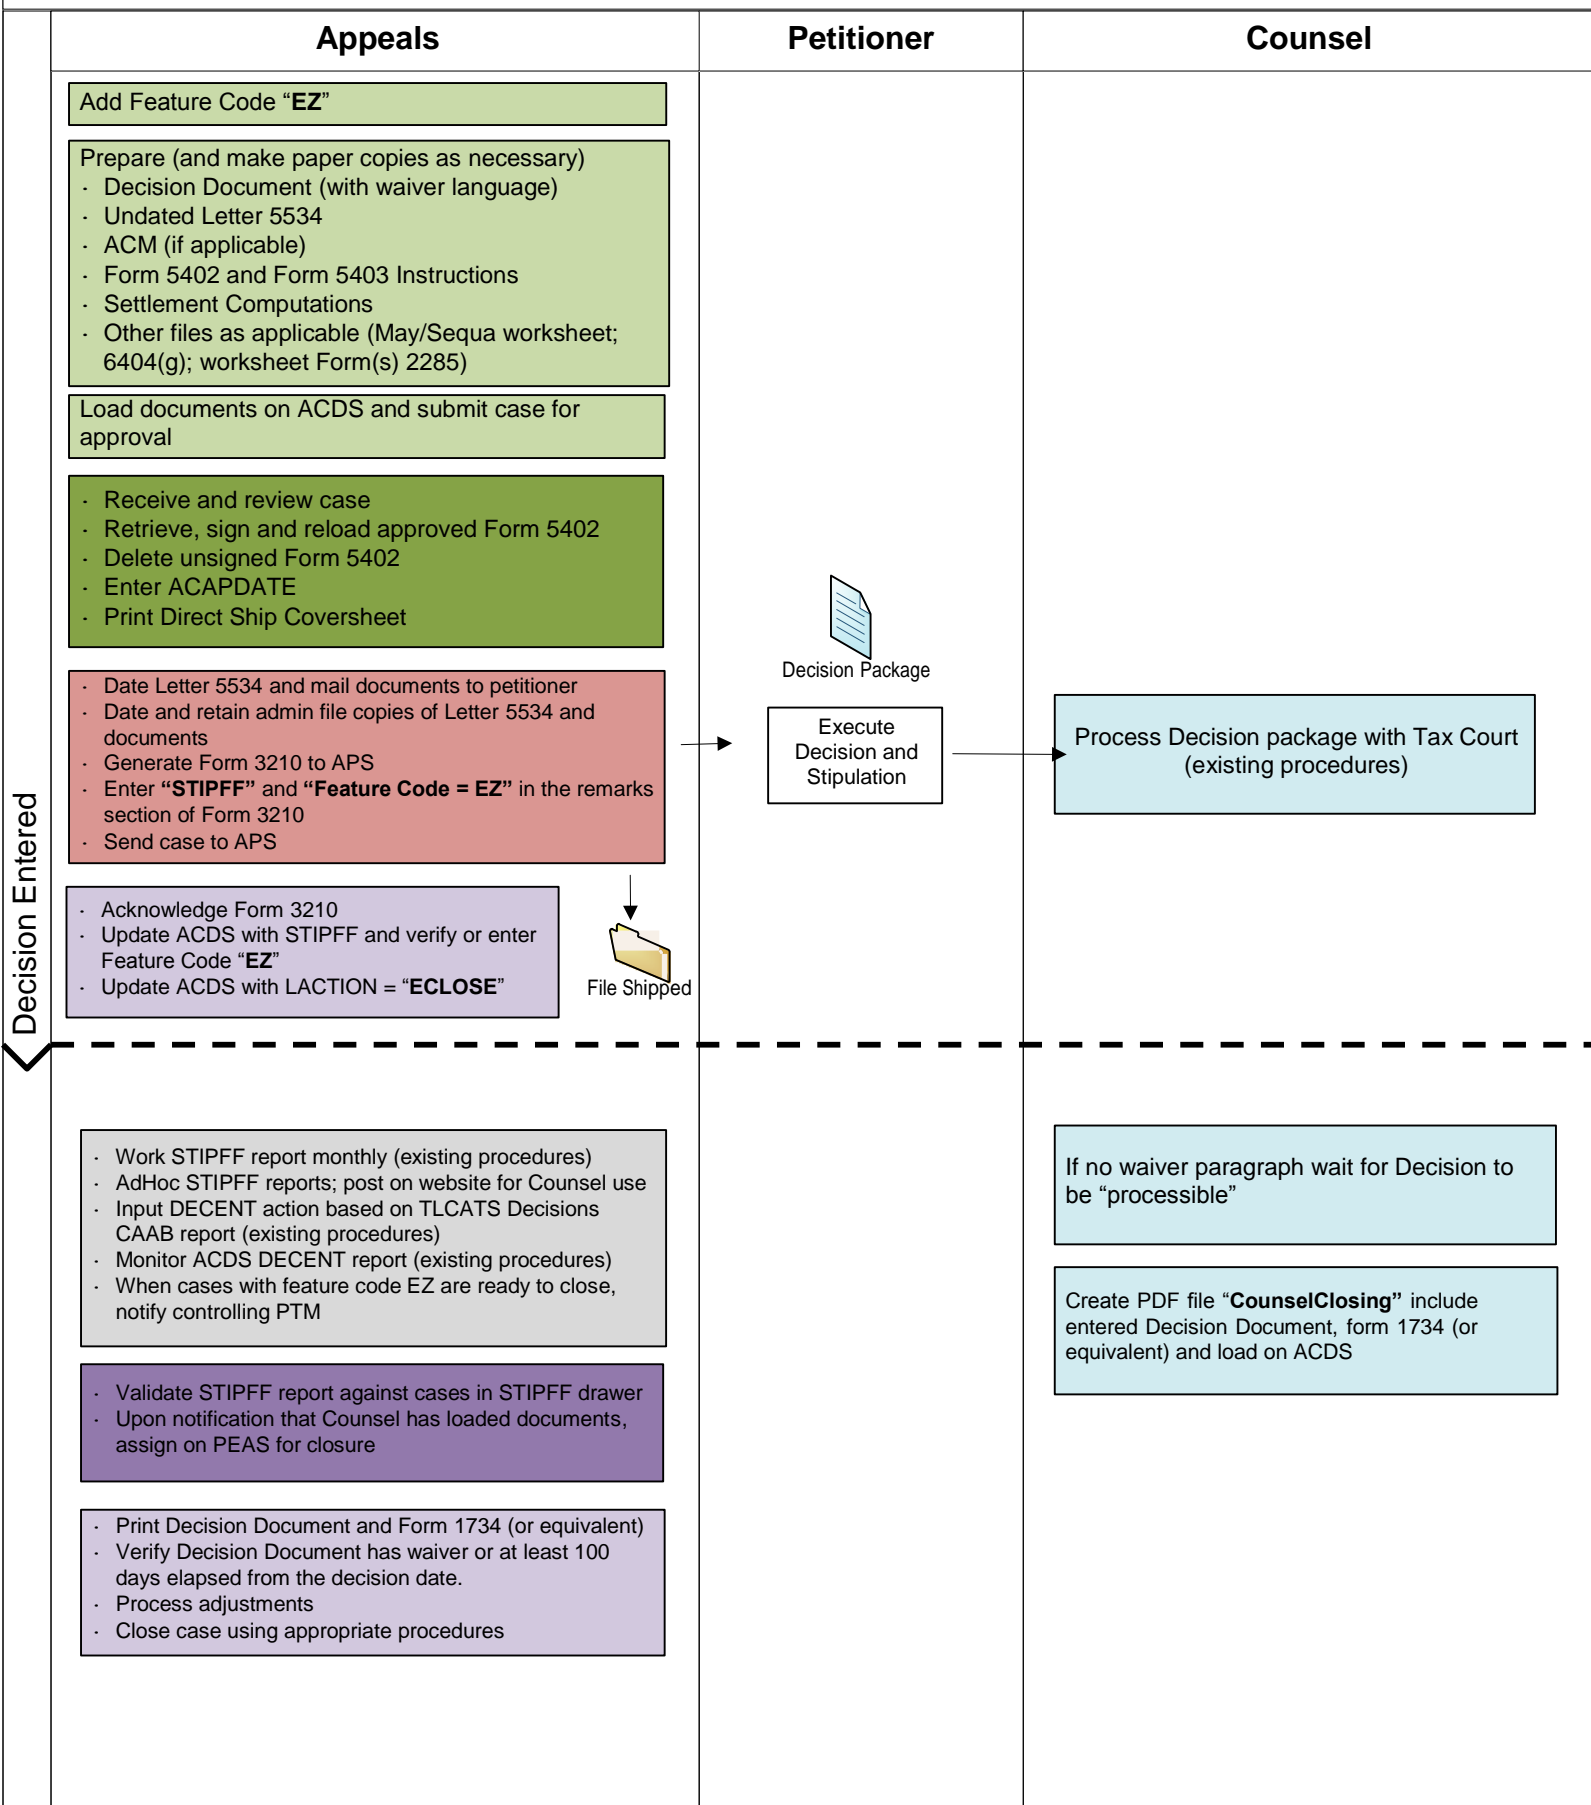 Appeals
Petitioner
Counsel
Decision Entered
Add Feature Code “EZ”
Prepare (and make paper copies as necessary)
· Decision Document (with waiver language)
· Undated Letter 5534
· ACM (if applicable)
· Form 5402 and Form 5403 Instructions
· Settlement Computations
· Other files as applicable (May/Sequa worksheet;
6404(g); worksheet Form(s) 2285)
Load documents on ACDS and submit case for
approval
· Receive and review case
· Retrieve, sign and reload approved Form 5402
· Delete unsigned Form 5402
· Enter ACAPDATE
· Print Direct Ship Coversheet
· Date Letter 5534 and mail documents to petitioner
· Date and retain admin file copies of Letter 5534 and
documents
· Generate Form 3210 to APS
· Enter “STIPFF” and “Feature Code = EZ” in the remarks
section of Form 3210
· Send case to APS
Decision Package
Execute
Decision and
Stipulation
Process Decision package with Tax Court
(existing procedures)
· Acknowledge Form 3210
· Update ACDS with STIPFF and verify or enter
Feature Code “EZ”
· Update ACDS with LACTION = “ECLOSE”
File Shipped
· Work STIPFF report monthly (existing procedures)
· AdHoc STIPFF reports; post on website for Counsel use
· Input DECENT action based on TLCATS Decisions
CAAB report (existing procedures)
· Monitor ACDS DECENT report (existing procedures)
· When cases with feature code EZ are ready to close,
notify controlling PTM
If no waiver paragraph wait for Decision to
be “processible”
Create PDF file “CounselClosing” include
entered Decision Document, form 1734 (or
equivalent) and load on ACDS
· Validate STIPFF report against cases in STIPFF drawer
· Upon notification that Counsel has loaded documents,
assign on PEAS for closure
· Print Decision Document and Form 1734 (or equivalent)
· Verify Decision Document has waiver or at least 100
days elapsed from the decision date.
· Process adjustments
· Close case using appropriate procedures